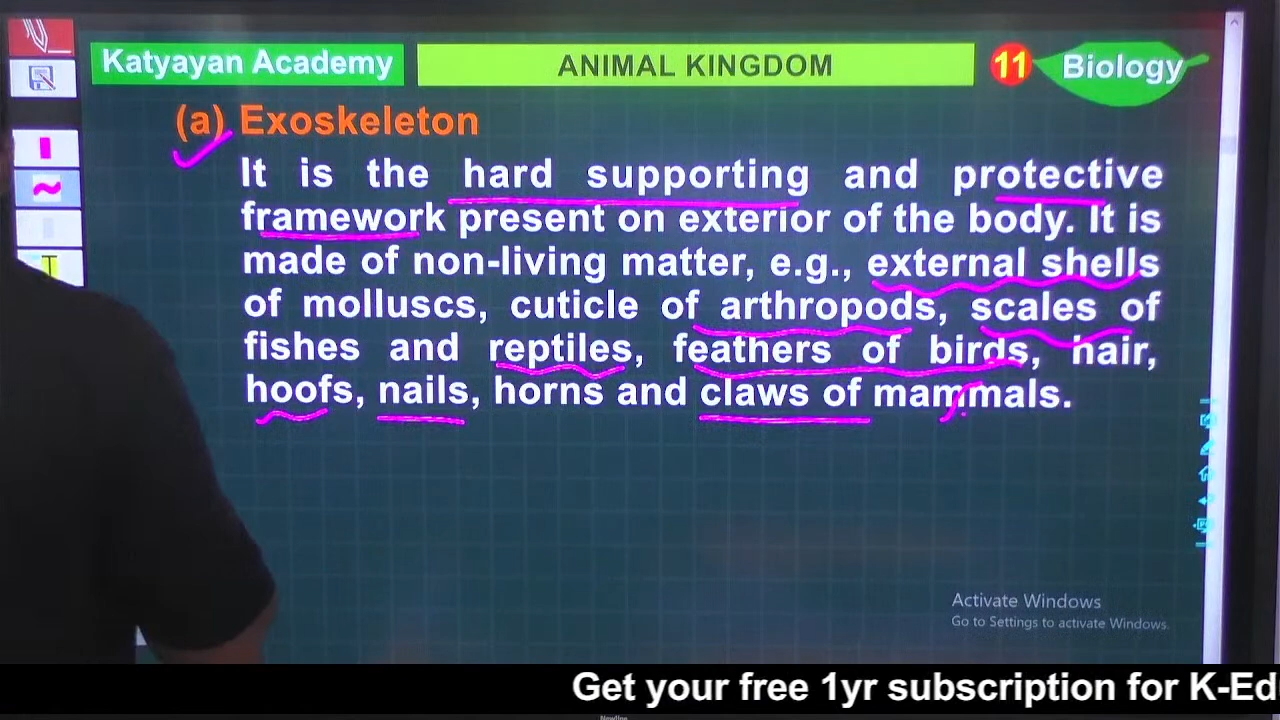 Katyayan Academy
ANIMAL KINGDOM
11
Biology
(a) Exoskeleton
It is the hard supporting and protective
framework present on exterior of the body. It is
made of non-living matter, e.g., external shells
of molluscs, cuticle of arthropods, scales of
fishes and reptiles, feathers of birds, hair,
hoofs, nails, horns and claws of mammals.
Activate Windows
Go to Settings to activate Windows.
Get your free 1yr subscription for K-Ed
Newline